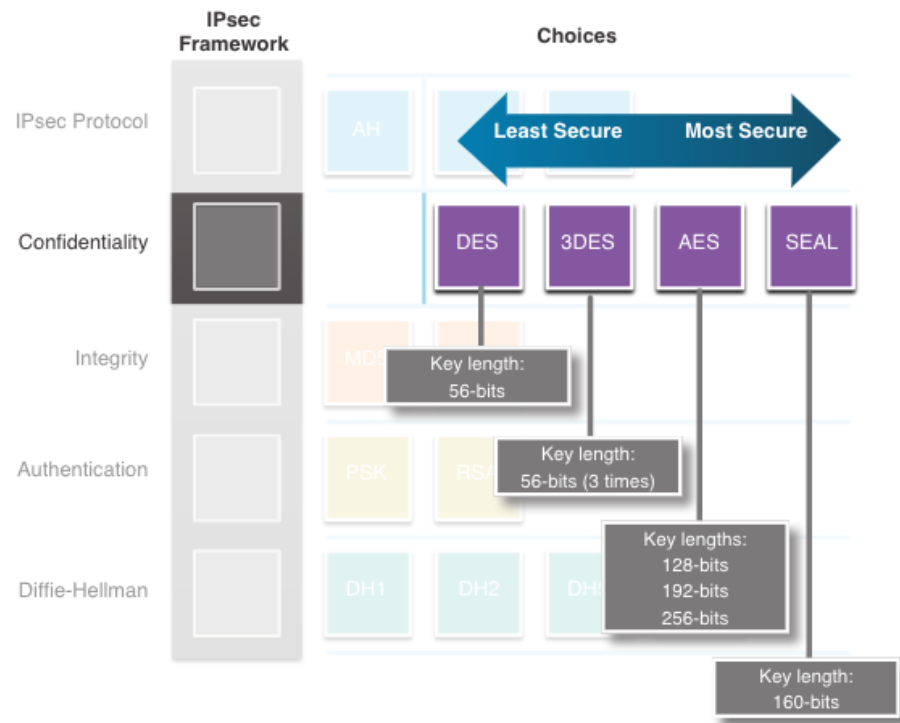 IPsec
Framework
Choices
IPsec Protocol
AH
Least Secure
Most Secure
Confidentiality
DES
3DES
AES
SEAL
Integrity
Key length:
56-bits
Authentication
PSK
Key length:
56-bits (3 times)
Diffie-Hellman
DH1
DH2
Key lengths:
128-bits
192-bits
256-bits
Key length:
160-bits